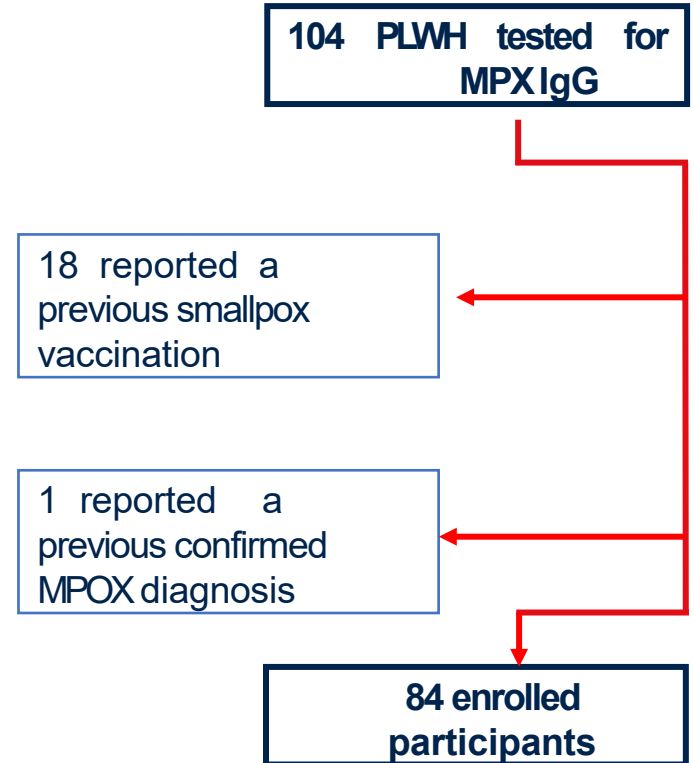 104 PLWH tested for
MPX IgG
18 reported a
previous smallpox
vaccination
1 reported a
previous confirmed
MPOX diagnosis
84 enrolled
participants